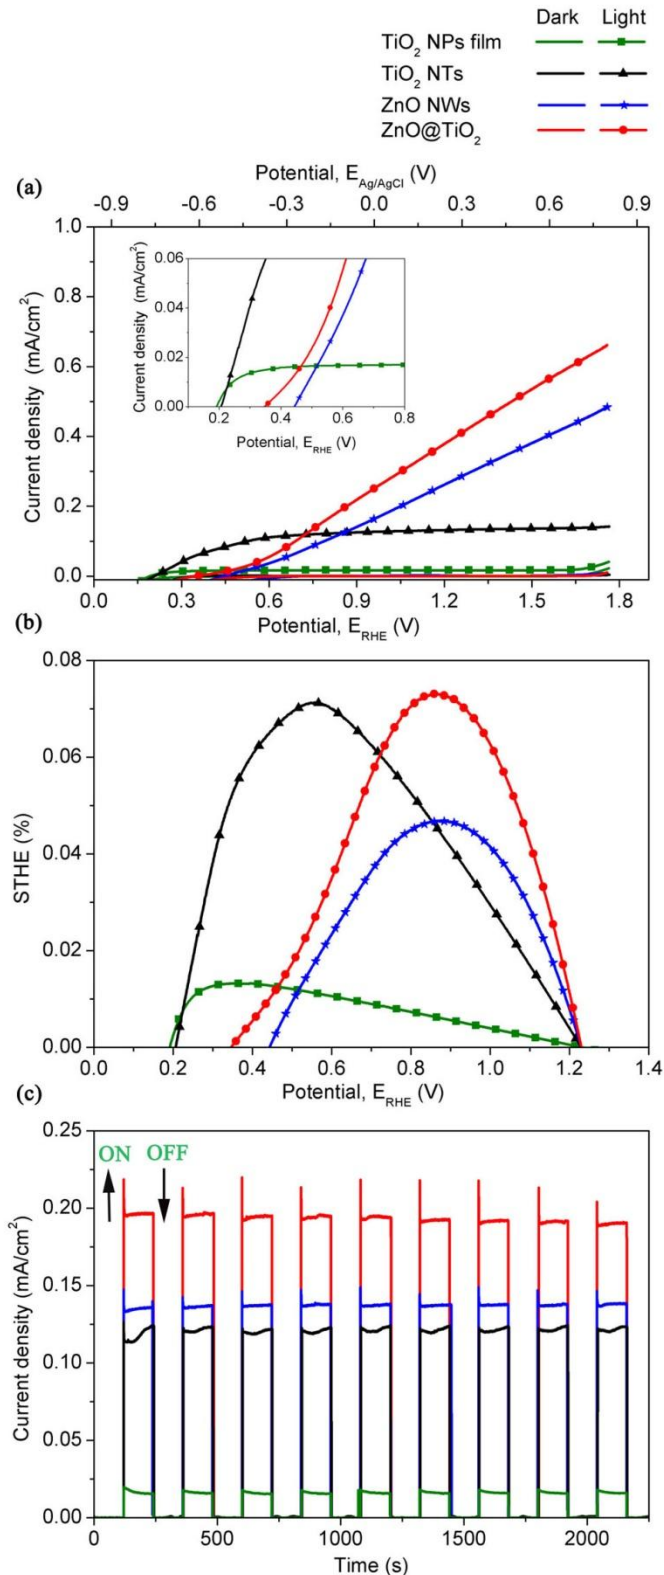 Dark Light
TiO2 NPs film
TiO2 NTs
ZnO NWs
ZnO@TiO2
(a)
Potential, EAg/AgCl (V)
-0.9 -0.6 -0.3 0.0 0.3 0.6 0.9
1.0
0.8
0.6
0.4
0.2
0.0
Current density (mA/cm2)
0.06
0.04
0.02
0.00
Current density (mA/cm2)
0.2 0.4 0.6 0.8
Potential, ERHE (V)
0.0 0.3 0.6 0.9 1.2 1.5 1.8
Potential, ERHE (V)
(b)
0.08
0.06
0.04
0.02
0.00
STHE (%)
0.0 0.2 0.4 0.6 0.8 1.0 1.2 1.4
Potential, ERHE (V)
(c)
0.25
0.20
0.15
0.10
0.05
0.00
Current density (mA/cm2)
ON OFF
0 500 1000 1500 2000
Time (s)